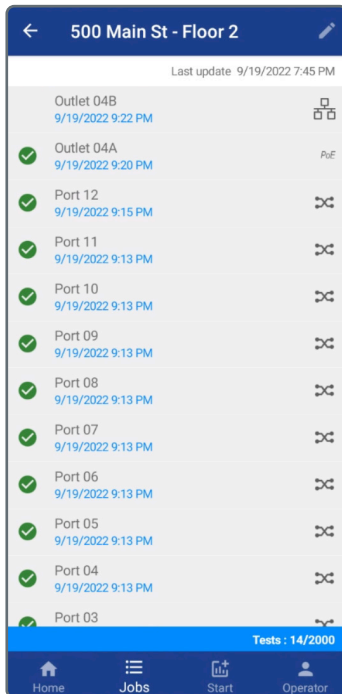 500 Main St - Floor 2
Last update 9/19/2022 7:45 PM
Outlet 04B
9/19/2022 9:22 PM
Outlet 04A
9/19/2022 9:20 PM
PoE
Port 12
9/19/2022 9:15 PM
Port 11
9/19/2022 9:13 PM
Port 10
9/19/2022 9:13 PM
Port 09
9/19/2022 9:13 PM
Port 08
9/19/2022 9:13 PM
Port 07
9/19/2022 9:13 PM
Port 06
9/19/2022 9:13 PM
Port 05
9/19/2022 9:13 PM
Port 04
9/19/2022 9:13 PM
Port 03
Tests : 14/2000
Home Jobs Start Operator